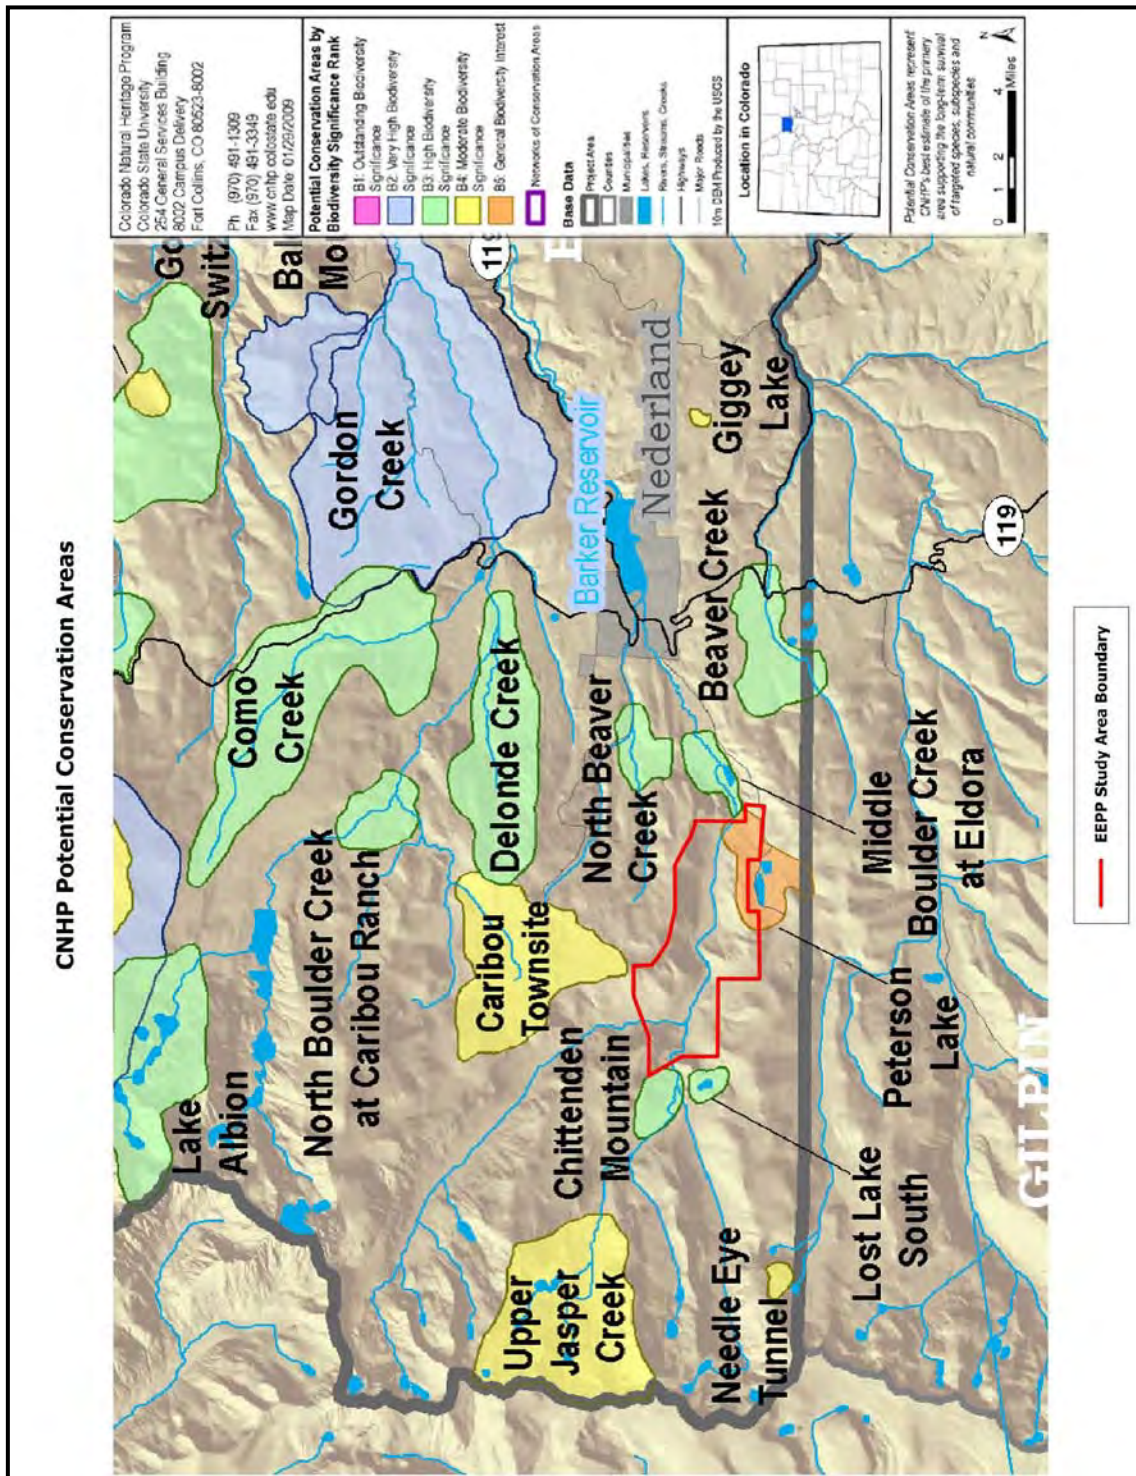 CNHP Potential Conservation Areas
Lake
Albion
Como
Creek
Gordon
Creek
Go
Switz
Bal
Mo
119
North Boulder Creek
at Caribou Ranch
Caribou
Townsite
Delonde Creek
Barker Reservoir
Nederland
Upper
Jasper
Creek
Chittenden
Mountain
North Beaver
Creek
Beaver Creek
Giggey
Lake
Needle Eye
Tunnel
Lost Lake
South
Peterson
Lake
Middle
Boulder Creek
at Eldora
119
GILPIN
Colorado Natural Heritage Program
Colorado State University
254 General Services Building
8002 Campus Delivery
Fort Collins, CO 80523-8002
Ph (970) 491-1309
Fax (970) 491-3349
www.cnhp.colostate.edu
Map Date: 01/29/2009
Potential Conservation Areas by
Biodiversity Significance Rank
B1: Outstanding Biodiversity
Significance
B2: Very High Biodiversity
Significance
B3: High Biodiversity
Significance
B4: Moderate Biodiversity
Significance
B5: General Biodiversity Interest
Networks of Conservation Areas
Base Data
Project Area
Counties
Municipalities
Lakes, Reservoirs
Rivers, Streams, Creeks
Highways
Major Roads
10m DEM Produced by the USGS
Location in Colorado
Potential Conservation Areas represent
CNHP's best estimate of the primary
area supporting the long-term survival
of targeted species, subspecies and
natural communities
N
0 1 2 4
Miles
EEPP Study Area Boundary